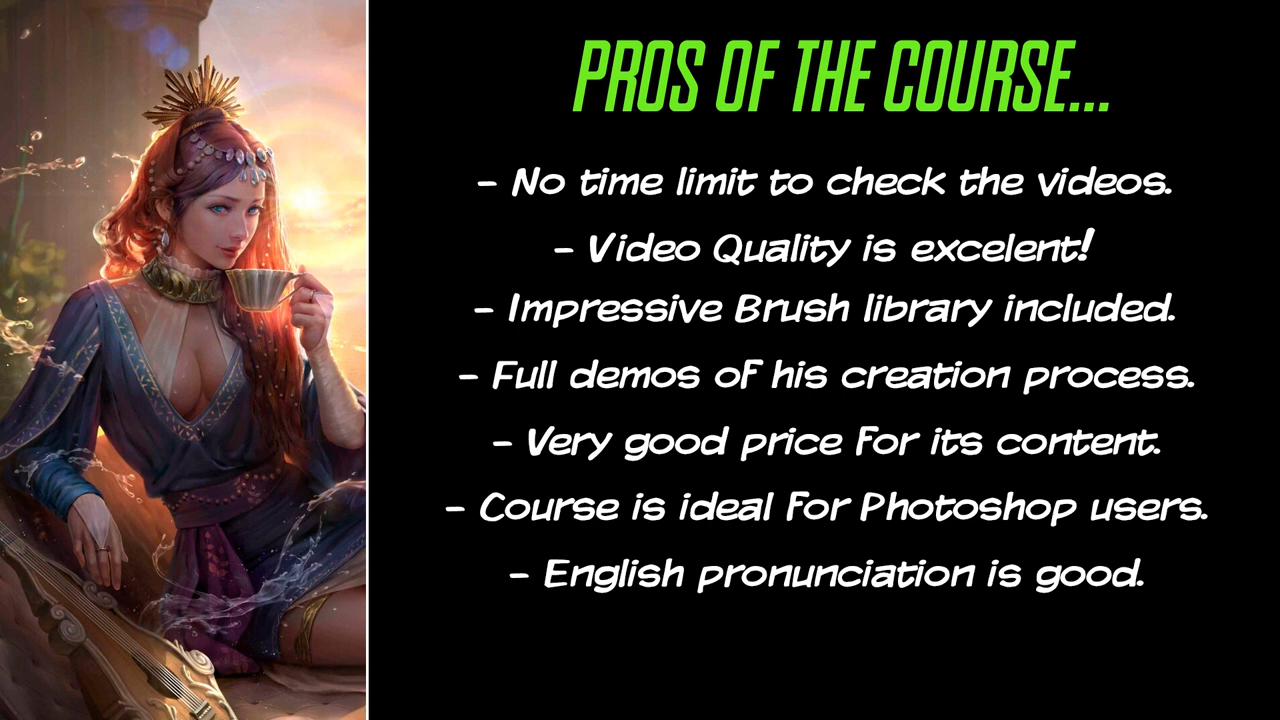 PROS OF THE COURSE...
- No time limit to check the videos.
- Video Quality is excelent!
- Impressive Brush library included.
- Full demos of his creation process.
- Very good price for its content.
- Course is ideal for Photoshop users.
- English pronunciation is good.